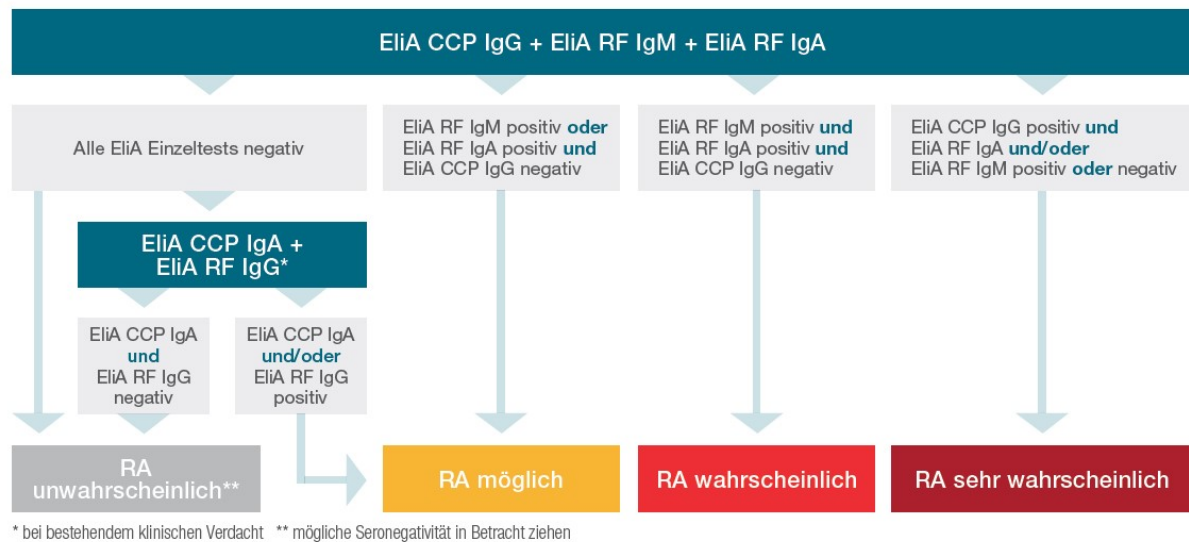 EliA CCP IgG + EliA RF IgM + EliA RF IgA
Alle EliA Einzeltests negativ
EliA RF IgM positiv oder
EliA RF IgA positiv und
EliA CCP IgG negativ
EliA RF IgM positiv und
EliA RF IgA positiv und
EliA CCP IgG negativ
EliA CCP IgG positiv und
EliA RF IgA und/oder
EliA RF IgM positiv oder negativ
EliA CCP IgA +
EliA RF IgG*
EliA CCP IgA
und
EliA RF IgG
negativ
EliA CCP IgA
und/oder
EliA RF IgG
positiv
RA
unwahrscheinlich**
RA möglich
RA wahrscheinlich
RA sehr wahrscheinlich
* bei bestehendem klinischen Verdacht ** mögliche Seronegativität in Betracht ziehen